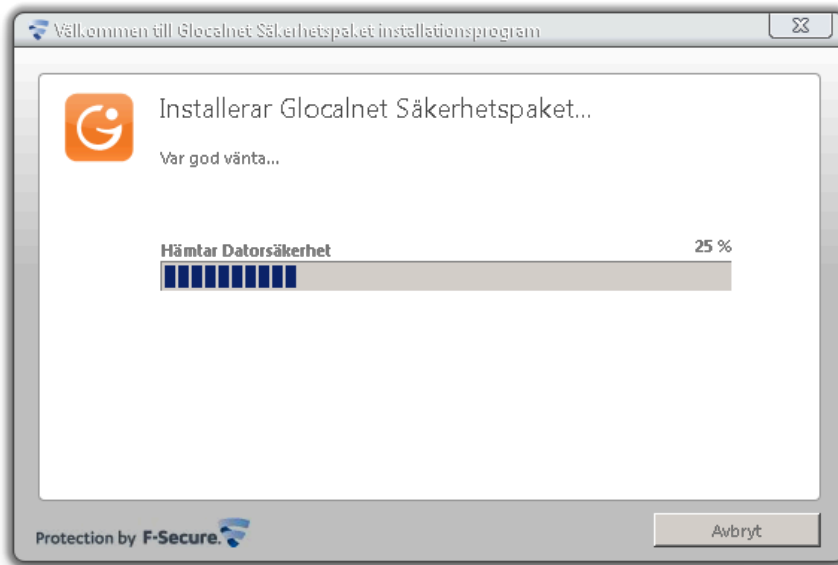 Välkommen till Glocalnet Säkerhetspaket installationsprogram
Installerar Glocalnet Säkerhetspaket...
Var god vänta...
Hämtar Datorsäkerhet 25 %
Protection by F-Secure. Avbryt